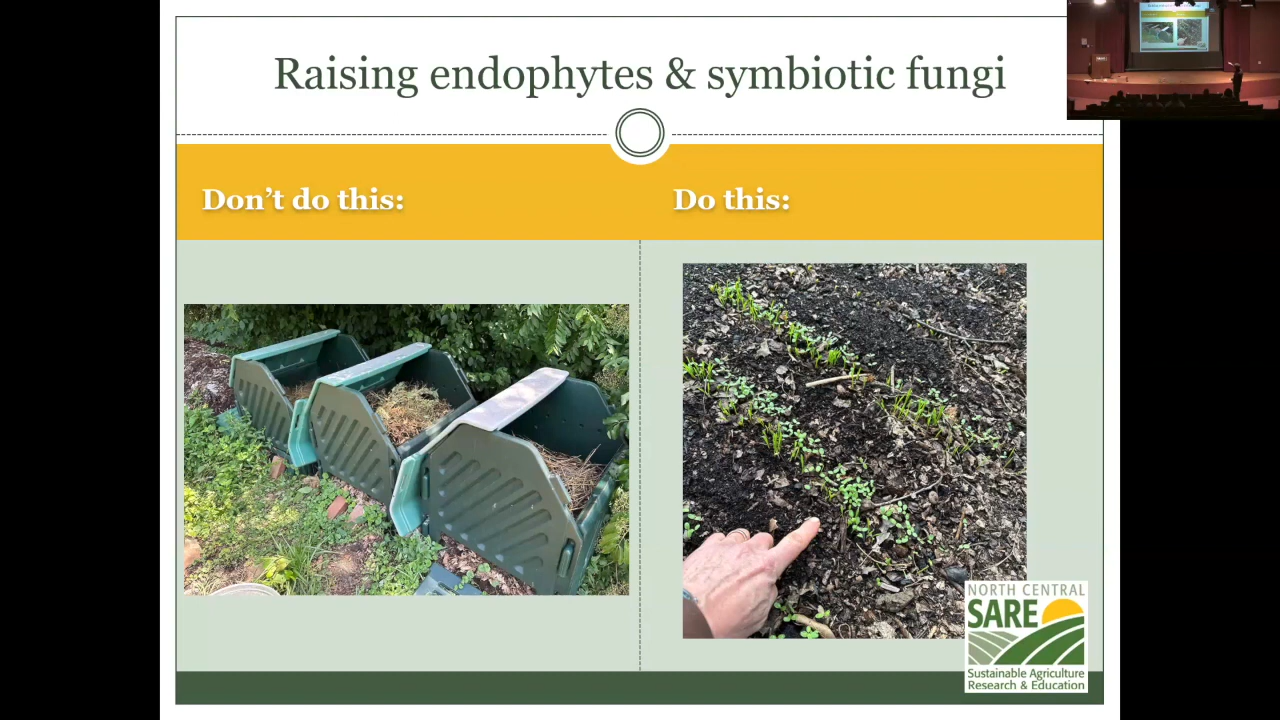 Raising endophytes & symbiotic fungi
Don't do this:
Do this:
NORTH CENTRAL
SARE
Sustainable Agriculture
Research & Education